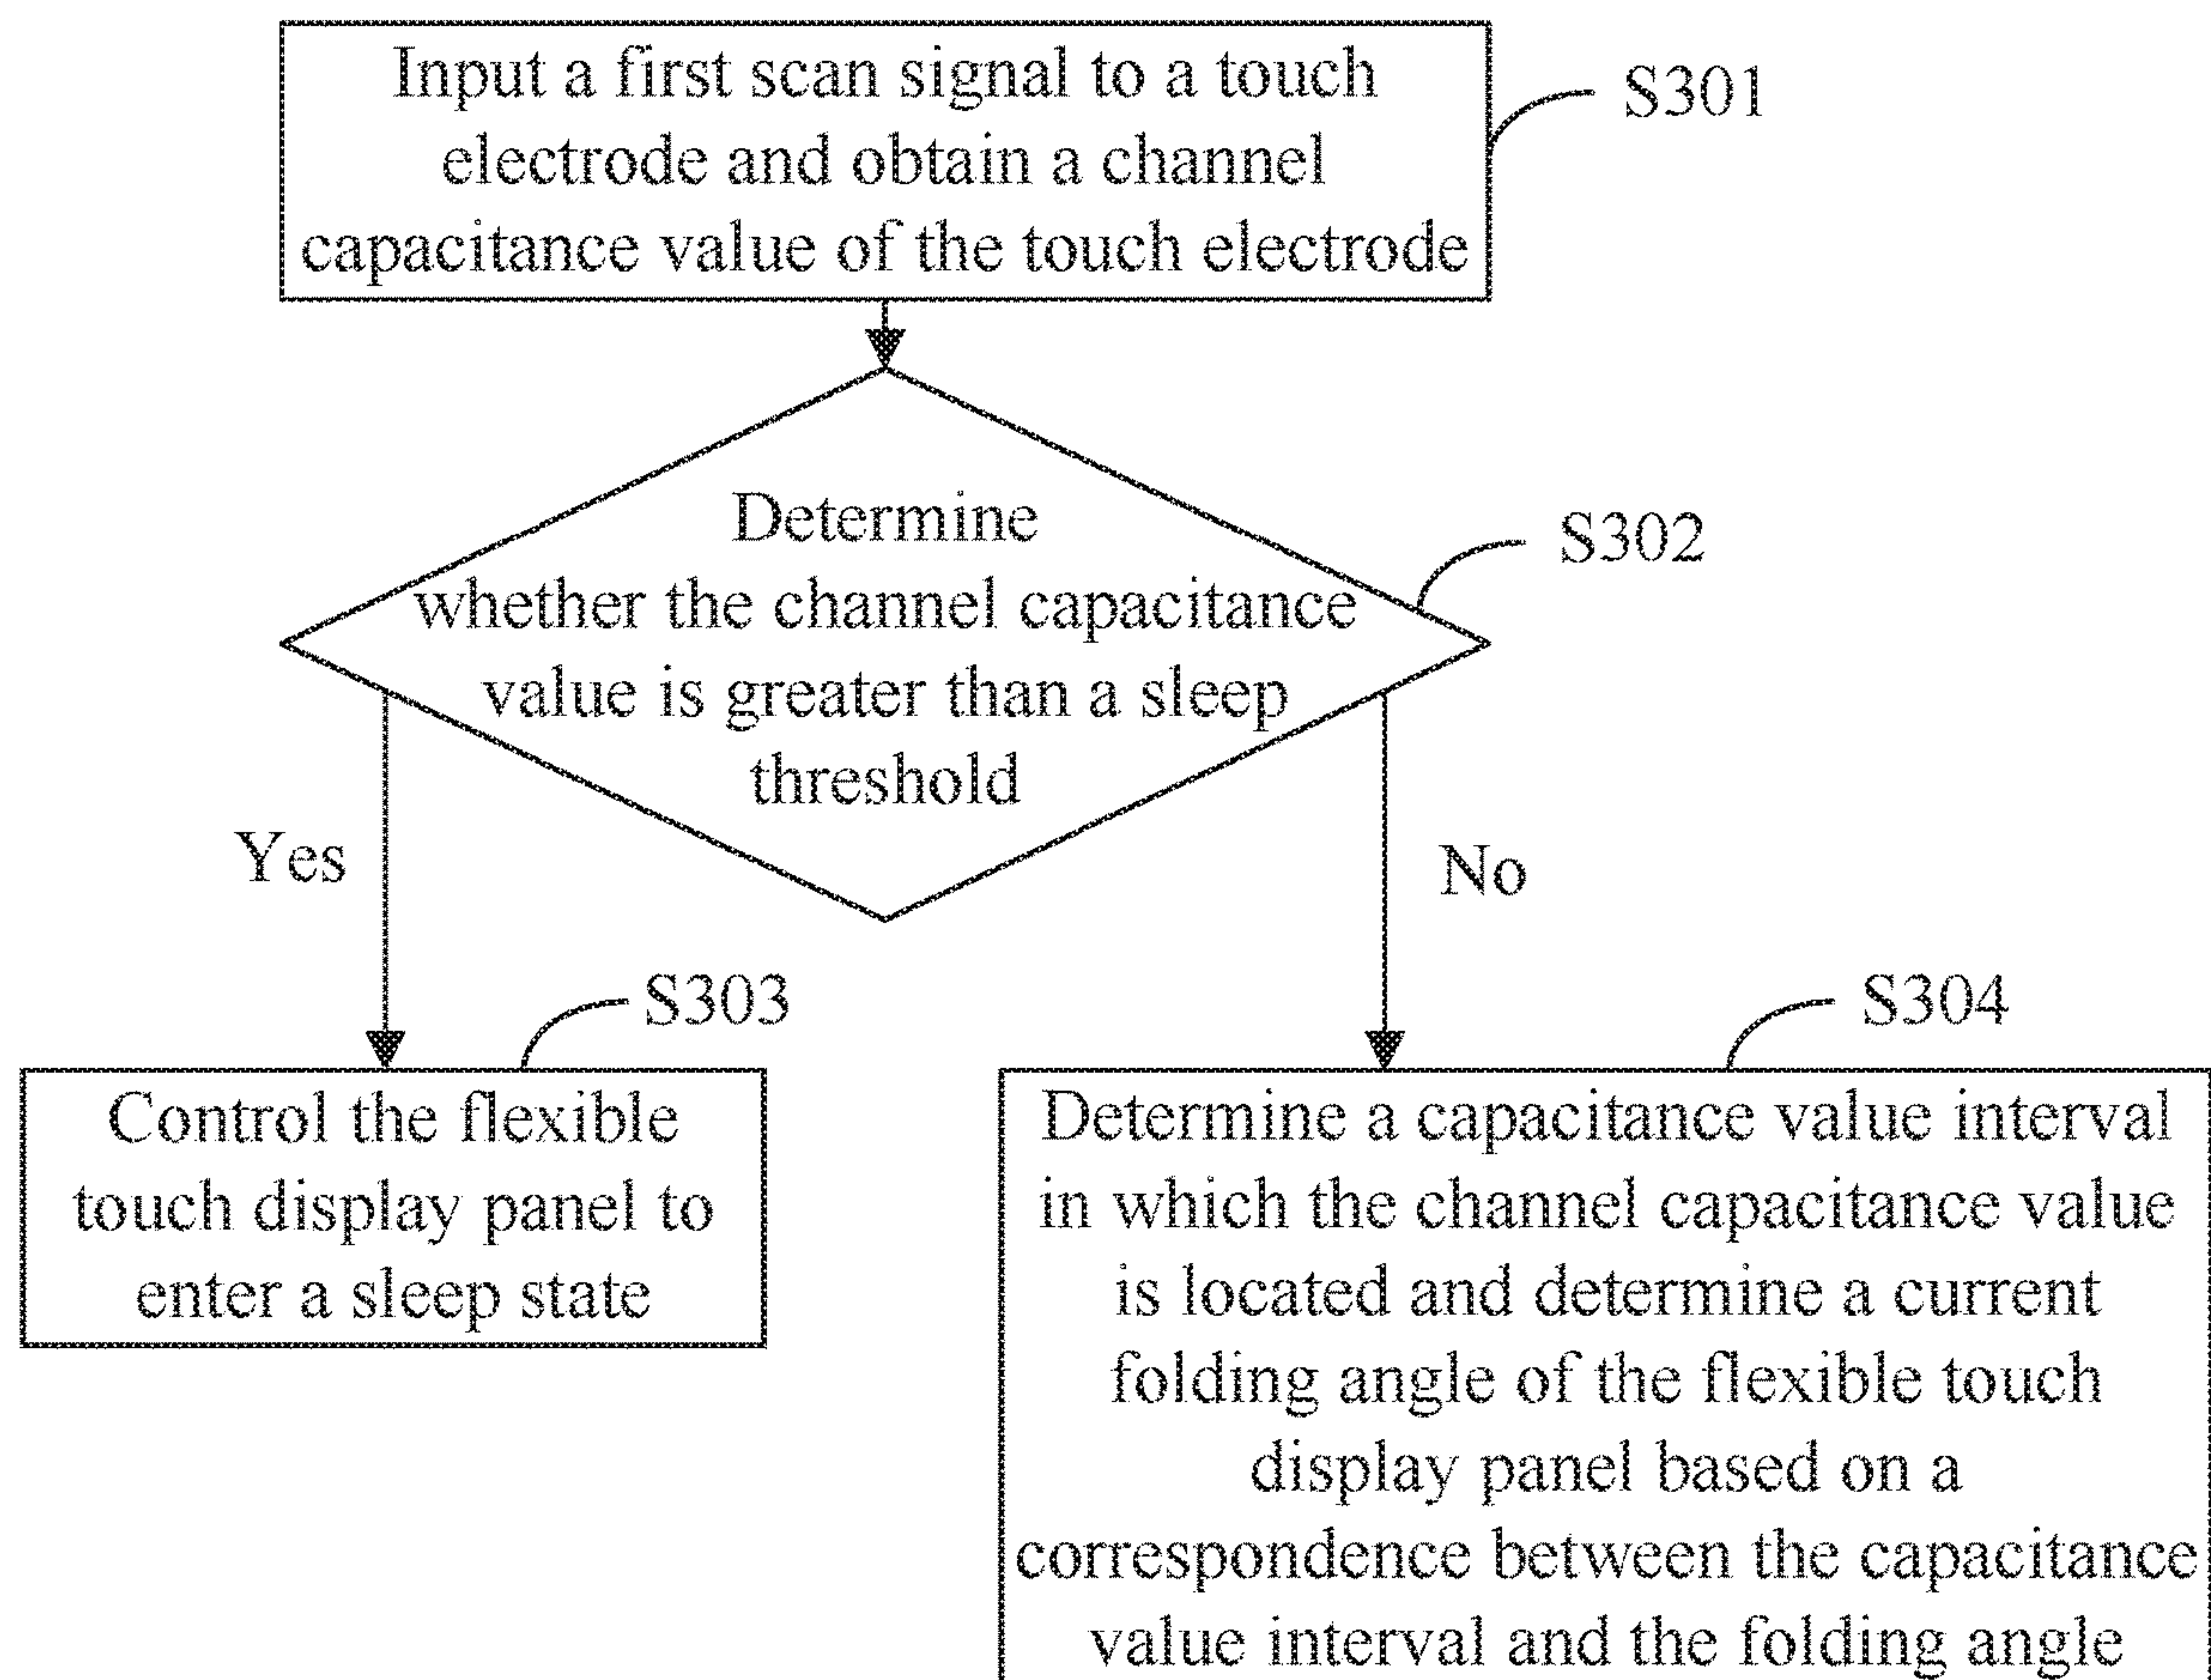 Input a first scan signal to a touch
electrode and obtain a channel
capacitance value of the touch electrode
S301
Determine
whether the channel capacitance
value is greater than a sleep
threshold
S302
Yes
No
S303
Control the flexible
touch display panel to
enter a sleep state
S304
Determine a capacitance value interval
in which the channel capacitance value
is located and determine a current
folding angle of the flexible touch
display panel based on a
correspondence between the capacitance
value interval and the folding angle